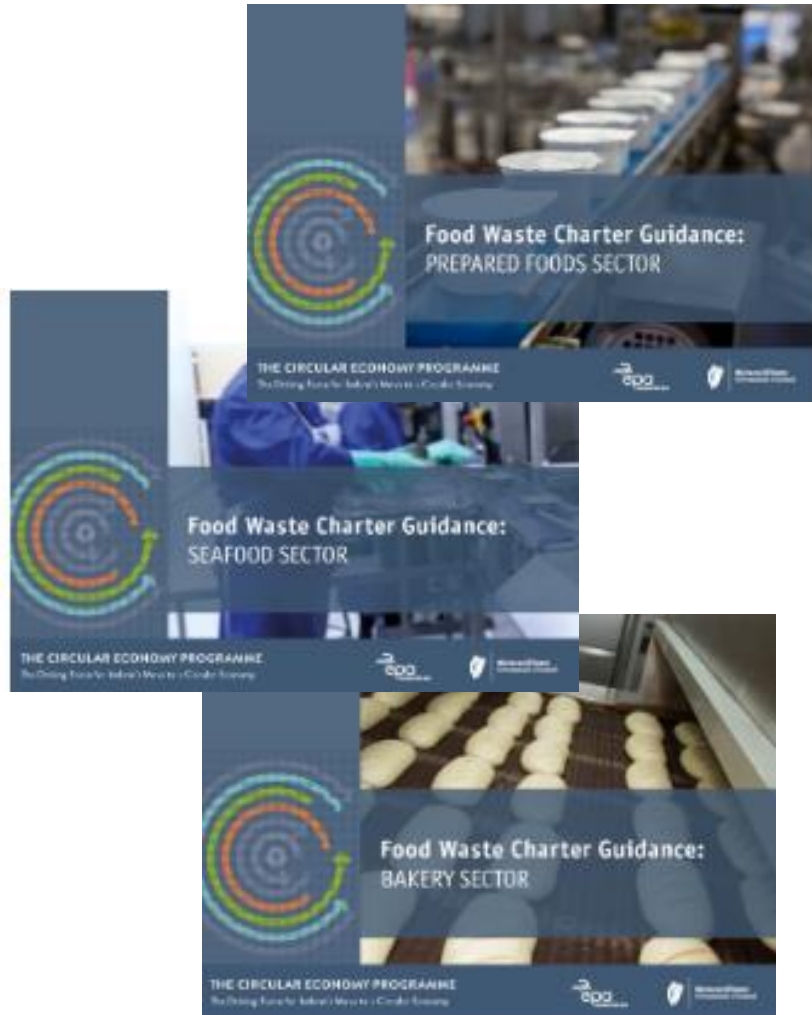 Food Waste Charter Guidance:
PREPARED FOODS SECTOR
THE CIRCULAR ECONOMY PROGRAMME
The Driving Force for Ireland's Move to a Circular Economy
epa
Food Waste Charter Guidance:
SEAFOOD SECTOR
THE CIRCULAR ECONOMY PROGRAMME
The Driving Force for Ireland's Move to a Circular Economy
epa
Food Waste Charter Guidance:
BAKERY SECTOR
THE CIRCULAR ECONOMY PROGRAMME
The Driving Force for Ireland's Move to a Circular Economy
epa